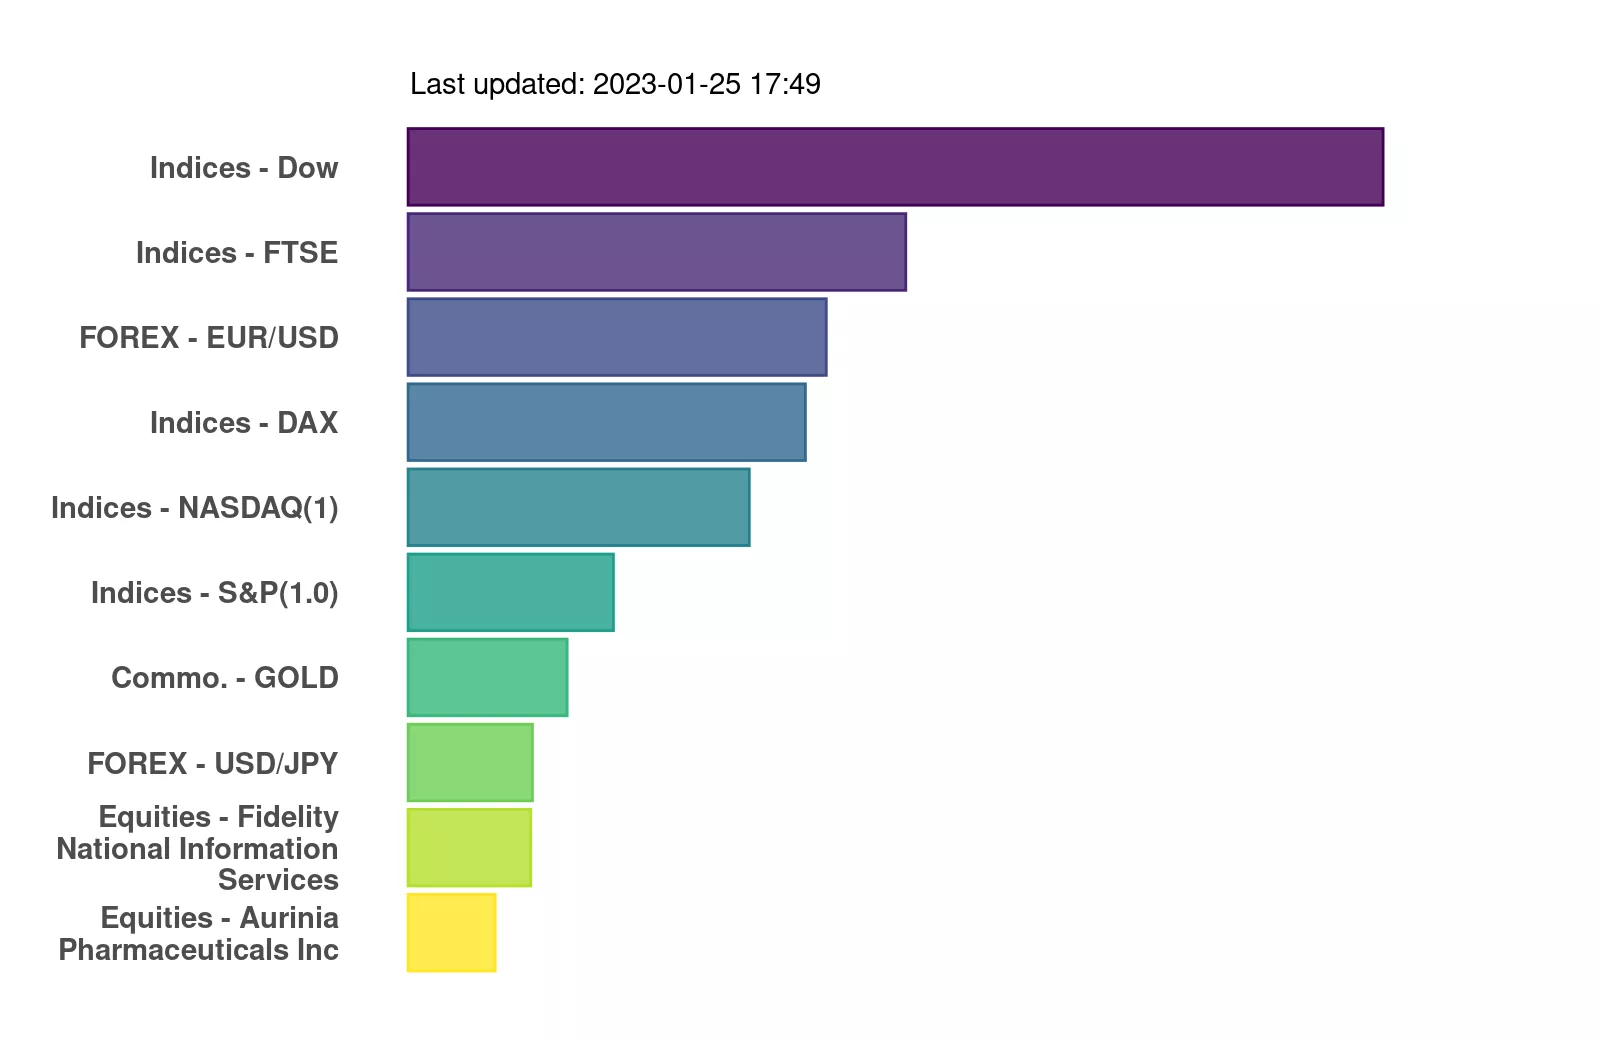 Last updated: 2023-01-25 17:49
Indices - Dow
Indices - FTSE
FOREX - EUR/USD
Indices - DAX
Indices - NASDAQ(1)
Indices - S&P(1.0)
Commo. - GOLD
FOREX - USD/JPY
Equities - Fidelity
National Information
Services
Equities - Aurinia
Pharmaceuticals Inc